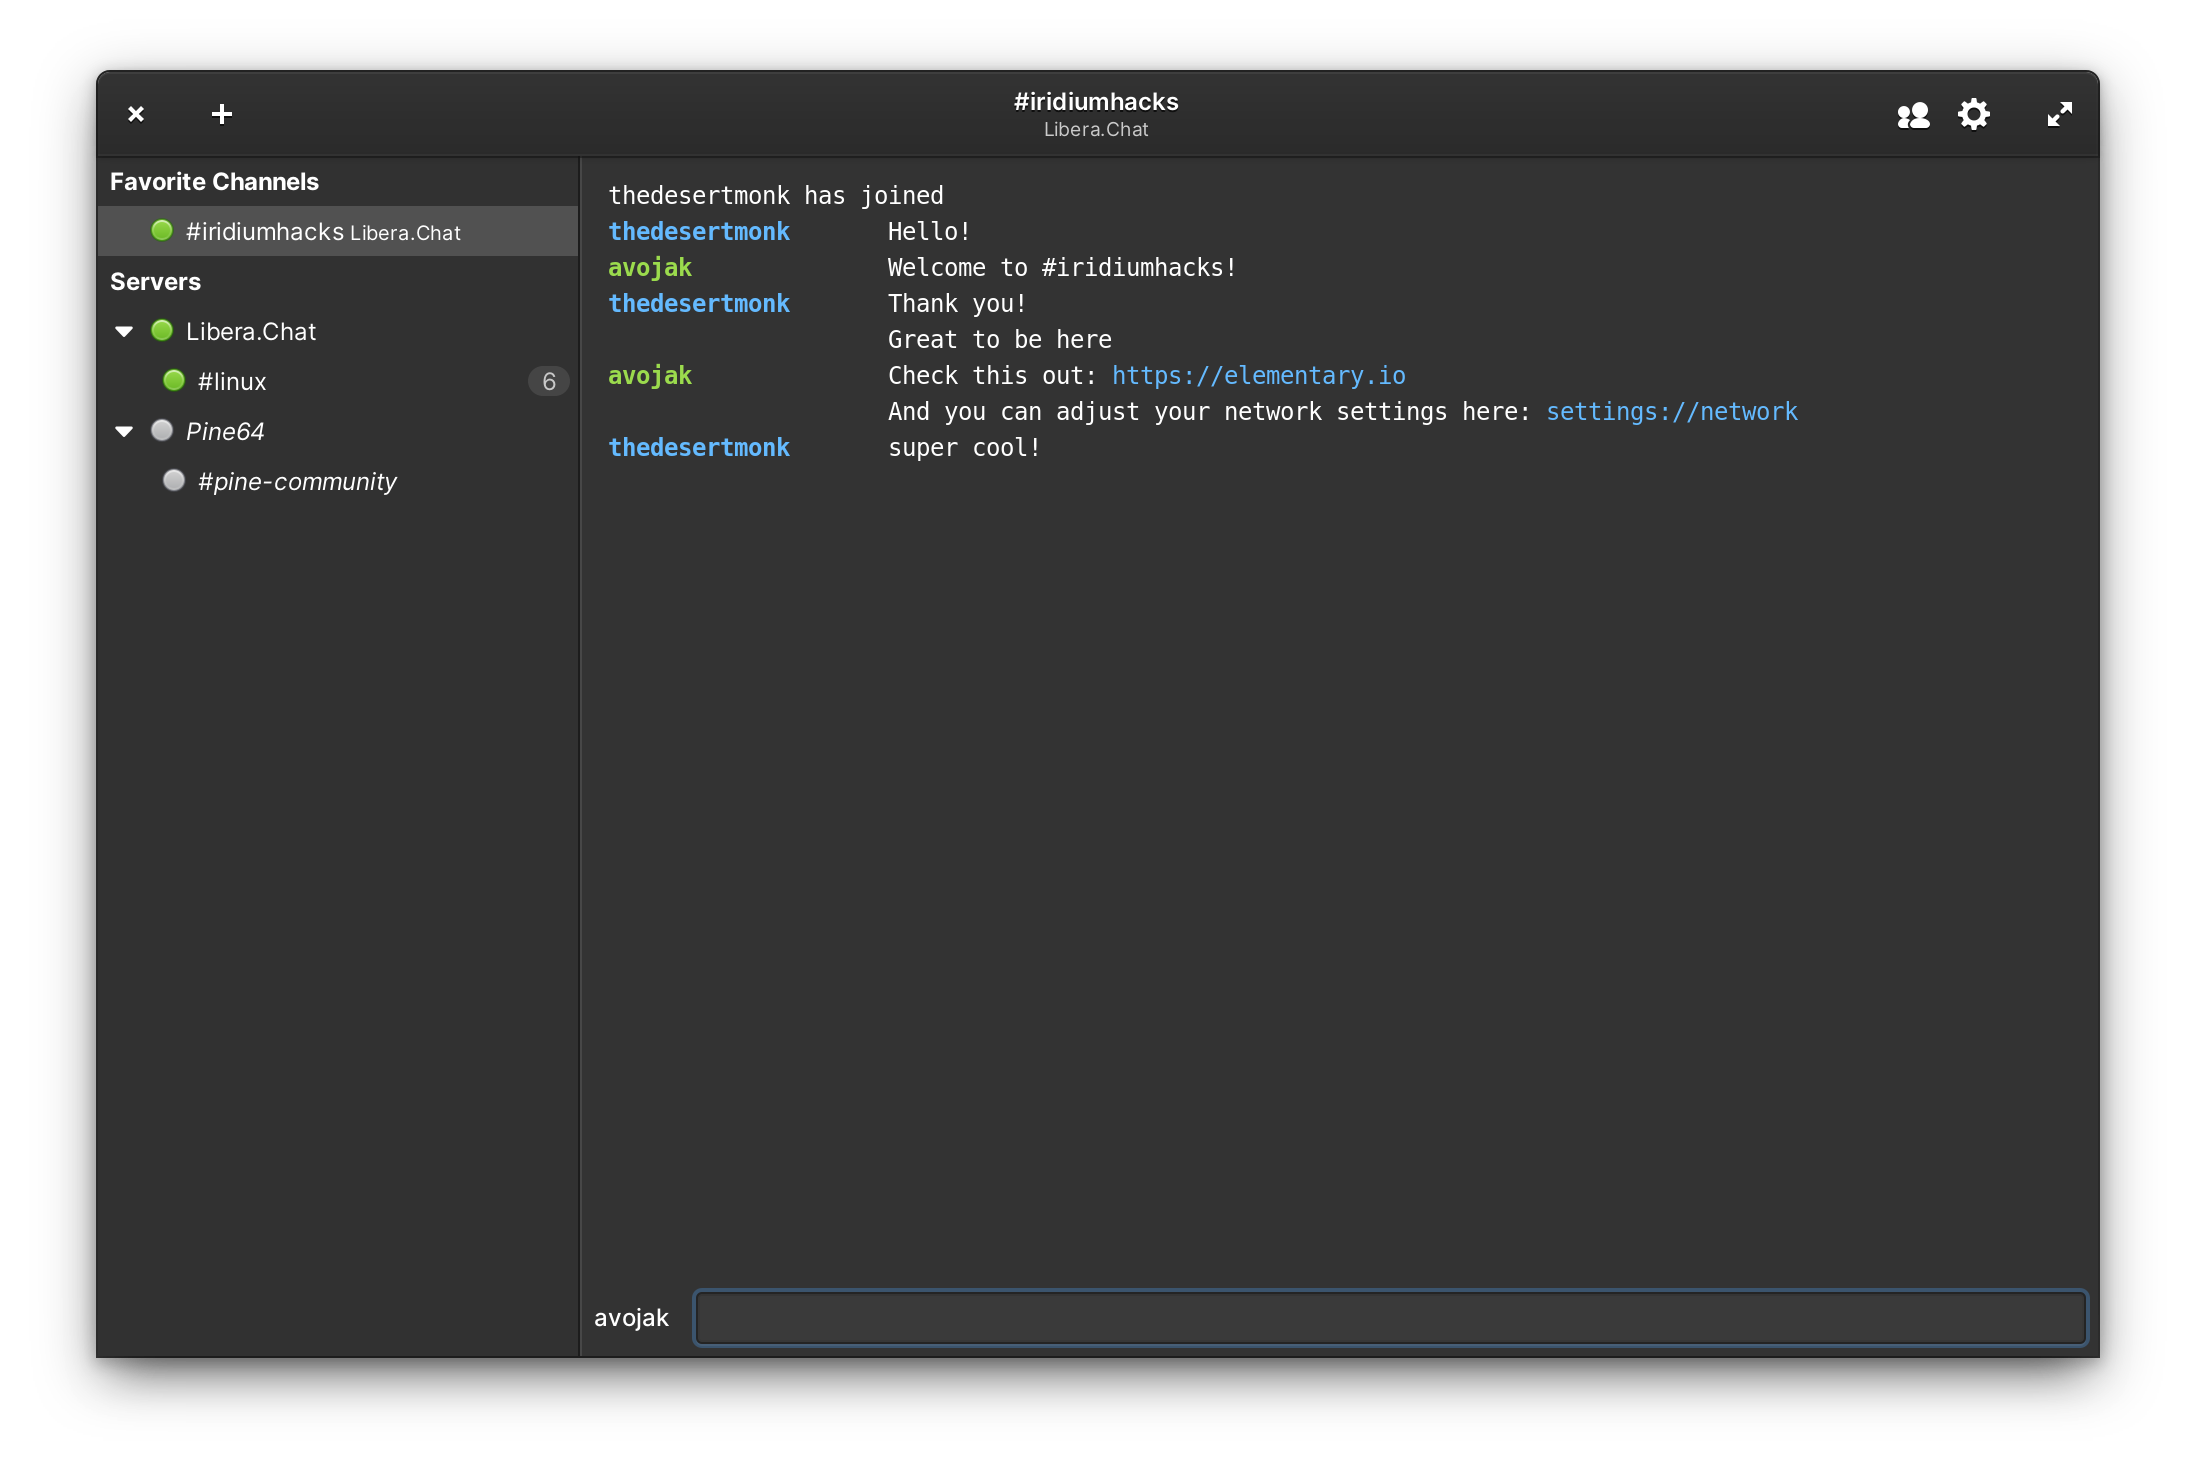 #iridiumhacks
Libera.Chat
Favorite Channels
#iridiumhacks Libera.Chat
Servers
Libera.Chat
#linux 6
Pine64
#pine-community
thedesertmonk has joined
thedesertmonk Hello!
avojak Welcome to #iridiumhacks!
thedesertmonk Thank you!
Great to be here
avojak Check this out: https://elementary.io
And you can adjust your network settings here: settings://network
thedesertmonk super cool!
avojak